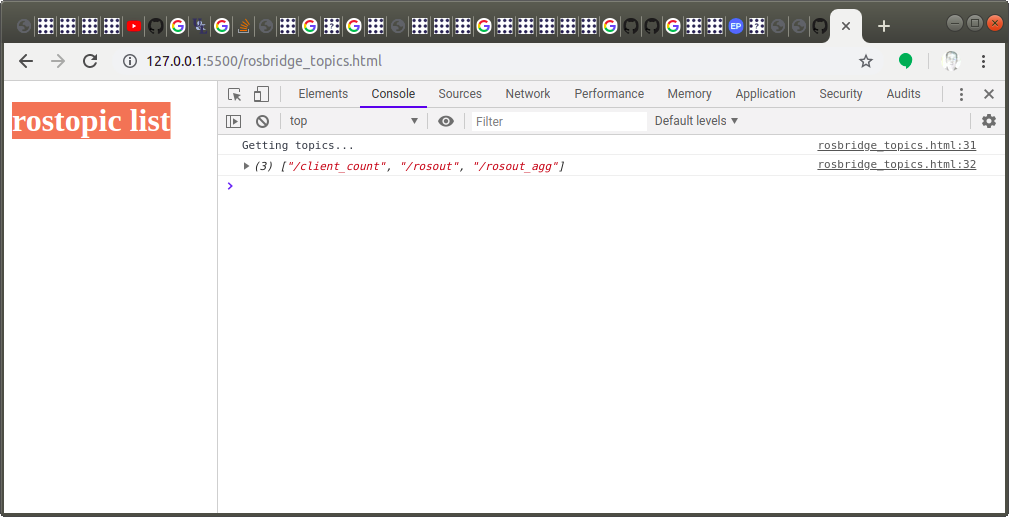 EP
127.0.0.1:5500/rosbridge_topics.html
rostopic list
Elements Console Sources Network Performance Memory Application Security Audits
top Filter Default levels
Getting topics... rosbridge_topics.html:31
(3) ["/client_count", "/rosout", "/rosout_agg"] rosbridge_topics.html:32